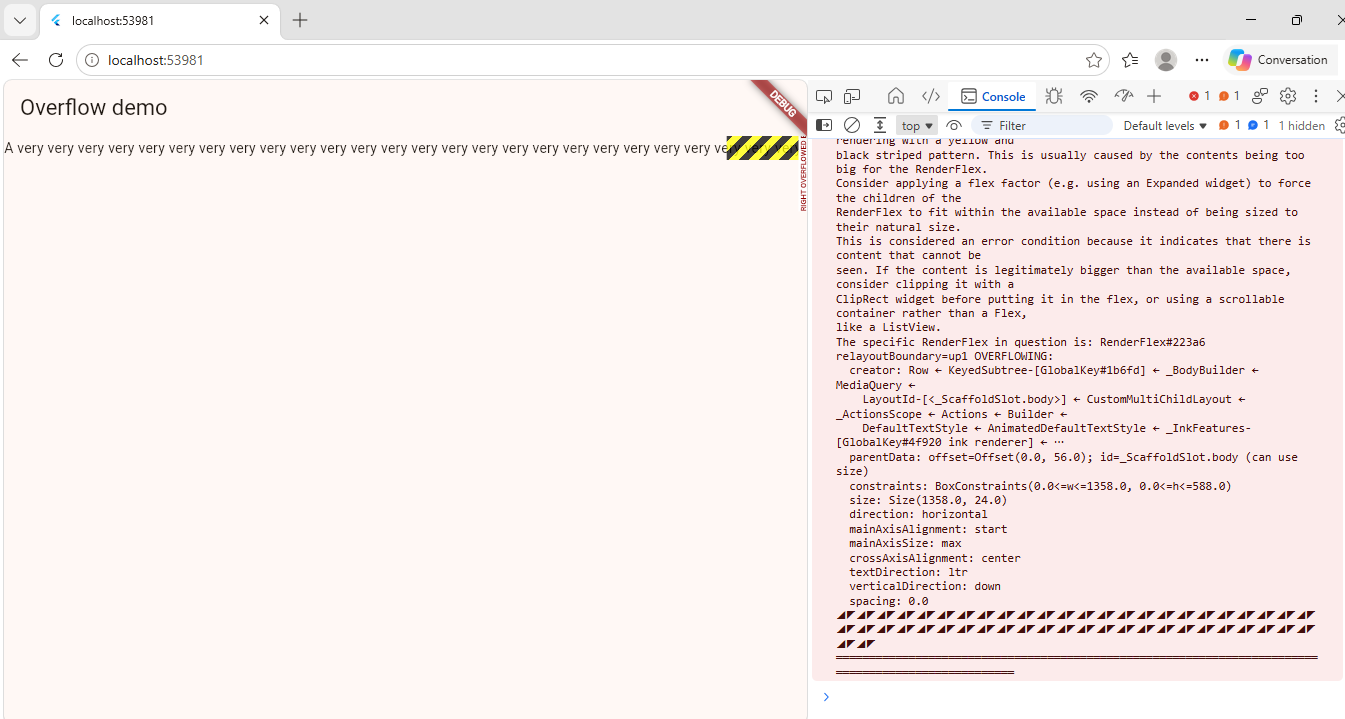 localhost:53981
localhost:53981
Conversation
Overflow demo
DEBUG
A very very very very very very very very very very very very very very very very very very very very very very very
RIGHT OVERFLOWED
Console
1
1
top
Filter
Default levels
1
1
1 hidden
rendering with a yellow and
black striped pattern. This is usually caused by the contents being too
big for the RenderFlex.
Consider applying a flex factor (e.g. using an Expanded widget) to force
the children of the
RenderFlex to fit within the available space instead of being sized to
their natural size.
This is considered an error condition because it indicates that there is
content that cannot be
seen. If the content is legitimately bigger than the available space,
consider clipping it with a
ClipRect widget before putting it in the flex, or using a scrollable
container rather than a Flex,
like a ListView.
The specific RenderFlex in question is: RenderFlex#223a6
relayoutBoundary=up1 OVERFLOWING:
creator: Row ← KeyedSubtree-[GlobalKey#1b6fd] ← _BodyBuilder ←
MediaQuery ←
LayoutId-[<_ScaffoldSlot.body>] ← CustomMultiChildLayout ←
_ActionsScope ← Actions ← Builder ←
DefaultTextStyle ← AnimatedDefaultTextStyle ← _InkFeatures-
[GlobalKey#4f920 ink renderer] ← ⋯
parentData: offset=Offset(0.0, 56.0); id=_ScaffoldSlot.body (can use
size)
constraints: BoxConstraints(0.0<=w<=1358.0, 0.0<=h<=588.0)
size: Size(1358.0, 24.0)
direction: horizontal
mainAxisAlignment: start
mainAxisSize: max
crossAxisAlignment: center
textDirection: ltr
verticalDirection: down
spacing: 0.0